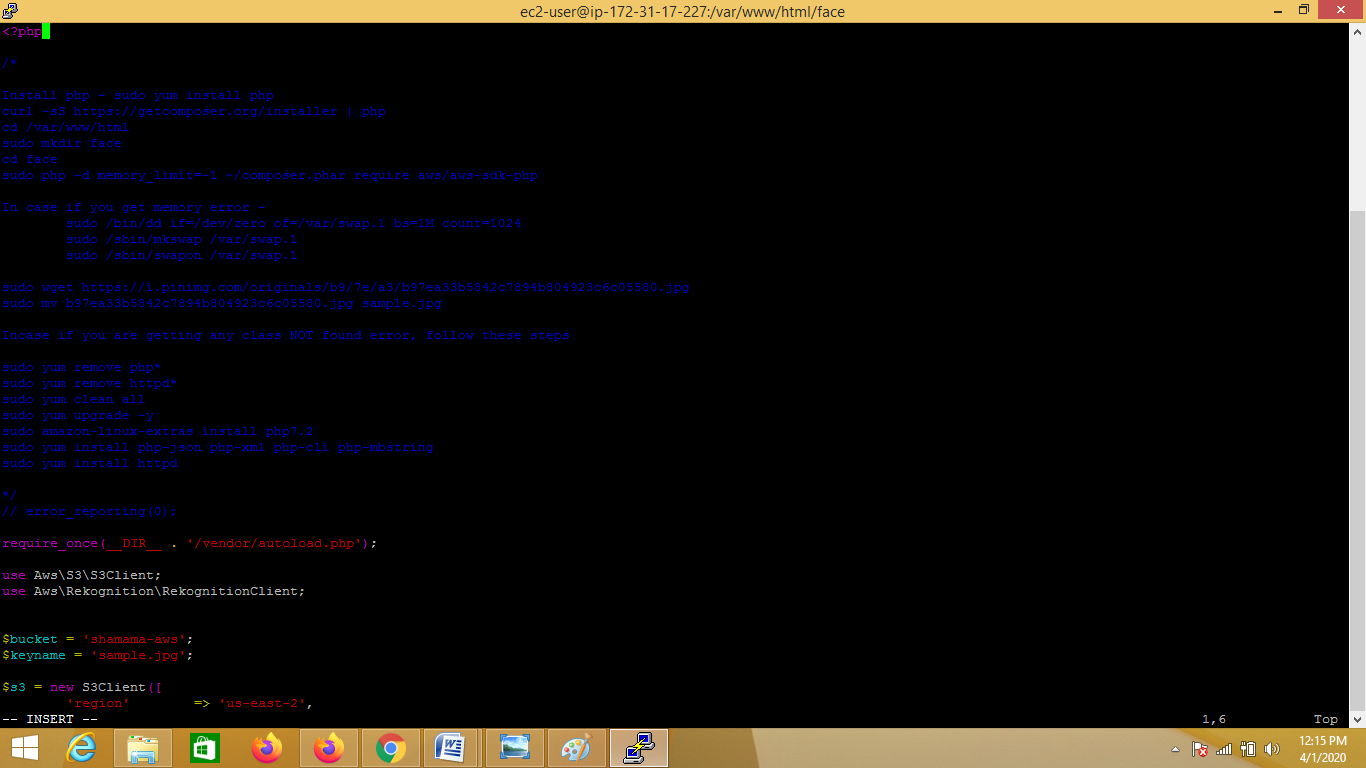 ec2-user@ip-172-31-17-227:/var/www/html/face
<?php
/*
Install php - sudo yum install php
curl -sS https://getcomposer.org/installer | php
cd /var/www/html
sudo mkdir face
cd face
sudo php -d memory_limit=-1 ~/composer.phar require aws/aws-sdk-php
In case if you get memory error -
sudo /bin/dd if=/dev/zero of=/var/swap.1 bs=1M count=1024
sudo /sbin/mkswap /var/swap.1
sudo /sbin/swapon /var/swap.1
sudo wget https://i.pinimg.com/originals/b9/7e/a3/b97ea33b5842c7894b804923c6c05580.jpg
sudo mv b97ea33b5842c7894b804923c6c05580.jpg sample.jpg
Incase if you are getting any class NOT found error, follow these steps
sudo yum remove php*
sudo yum remove httpd*
sudo yum clean all
sudo yum upgrade -y
sudo amazon-linux-extras install php7.2
sudo yum install php-json php-xml php-cli php-mbstring
sudo yum install httpd
*/
// error_reporting(0);
require_once(__DIR__ . '/vendor/autoload.php');
use Aws\S3\S3Client;
use Aws\Rekognition\RekognitionClient;
$bucket = 'shamama-aws';
$keyname = 'sample.jpg';
$s3 = new S3Client([
'region' => 'us-east-2',
-- INSERT -- 1,6 Top
12:15 PM
4/1/2020